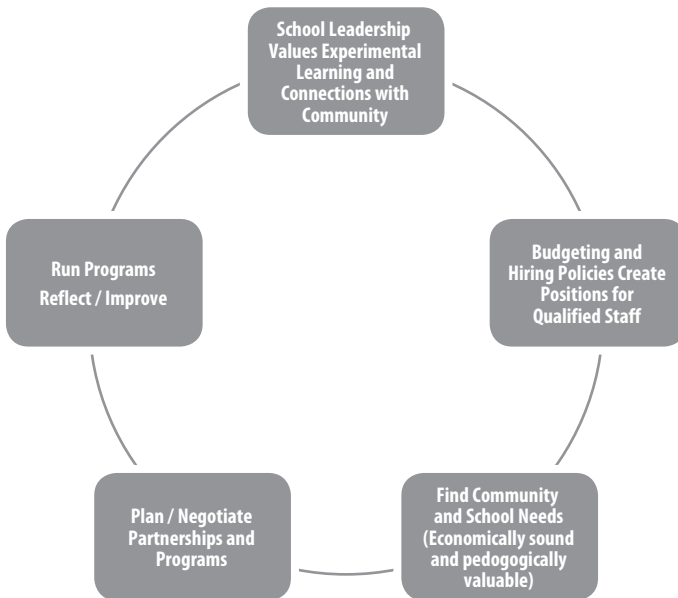 School Leadership
Values Experimental
Learning and
Connections with
Community
Budgeting and
Hiring Policies Create
Positions for
Qualified Staff
Find Community
and School Needs
(Economically sound
and pedogogically
valuable)
Plan / Negotiate
Partnerships and
Programs
Run Programs
Reflect / Improve